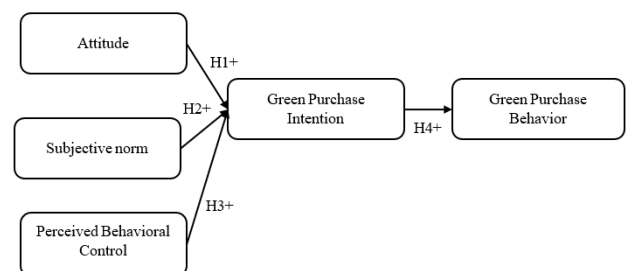 Attitude
H1+
H2+
Subjective norm
H3+
Perceived Behavioral
Control
Green Purchase
Intention
H4+
Green Purchase
Behavior